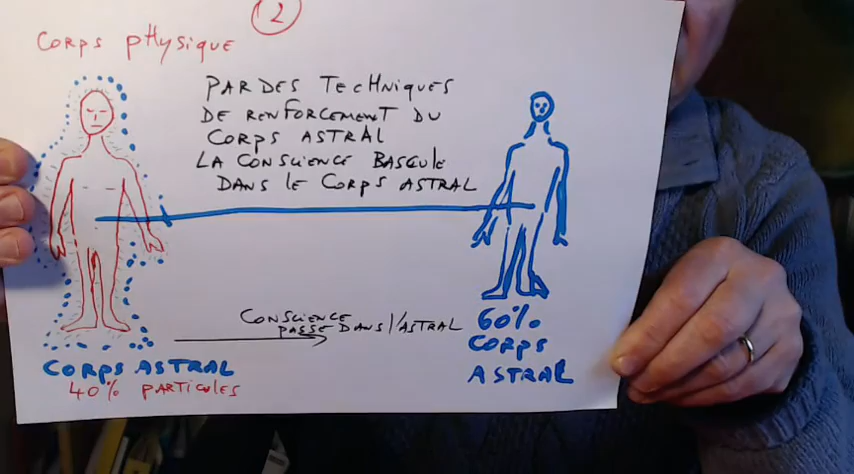 2
CORPS PHYSIQUE
PAR DES TECHNIQUES
DE RENFORCEMENT DU
CORPS ASTRAL
LA CONSCIENCE BASCULE
DANS LE CORPS ASTRAL
CONSCIENCE
PASSE DANS l'ASTRAL
CORPS ASTRAL
40% PARTICULES
60%
CORPS
ASTRAL